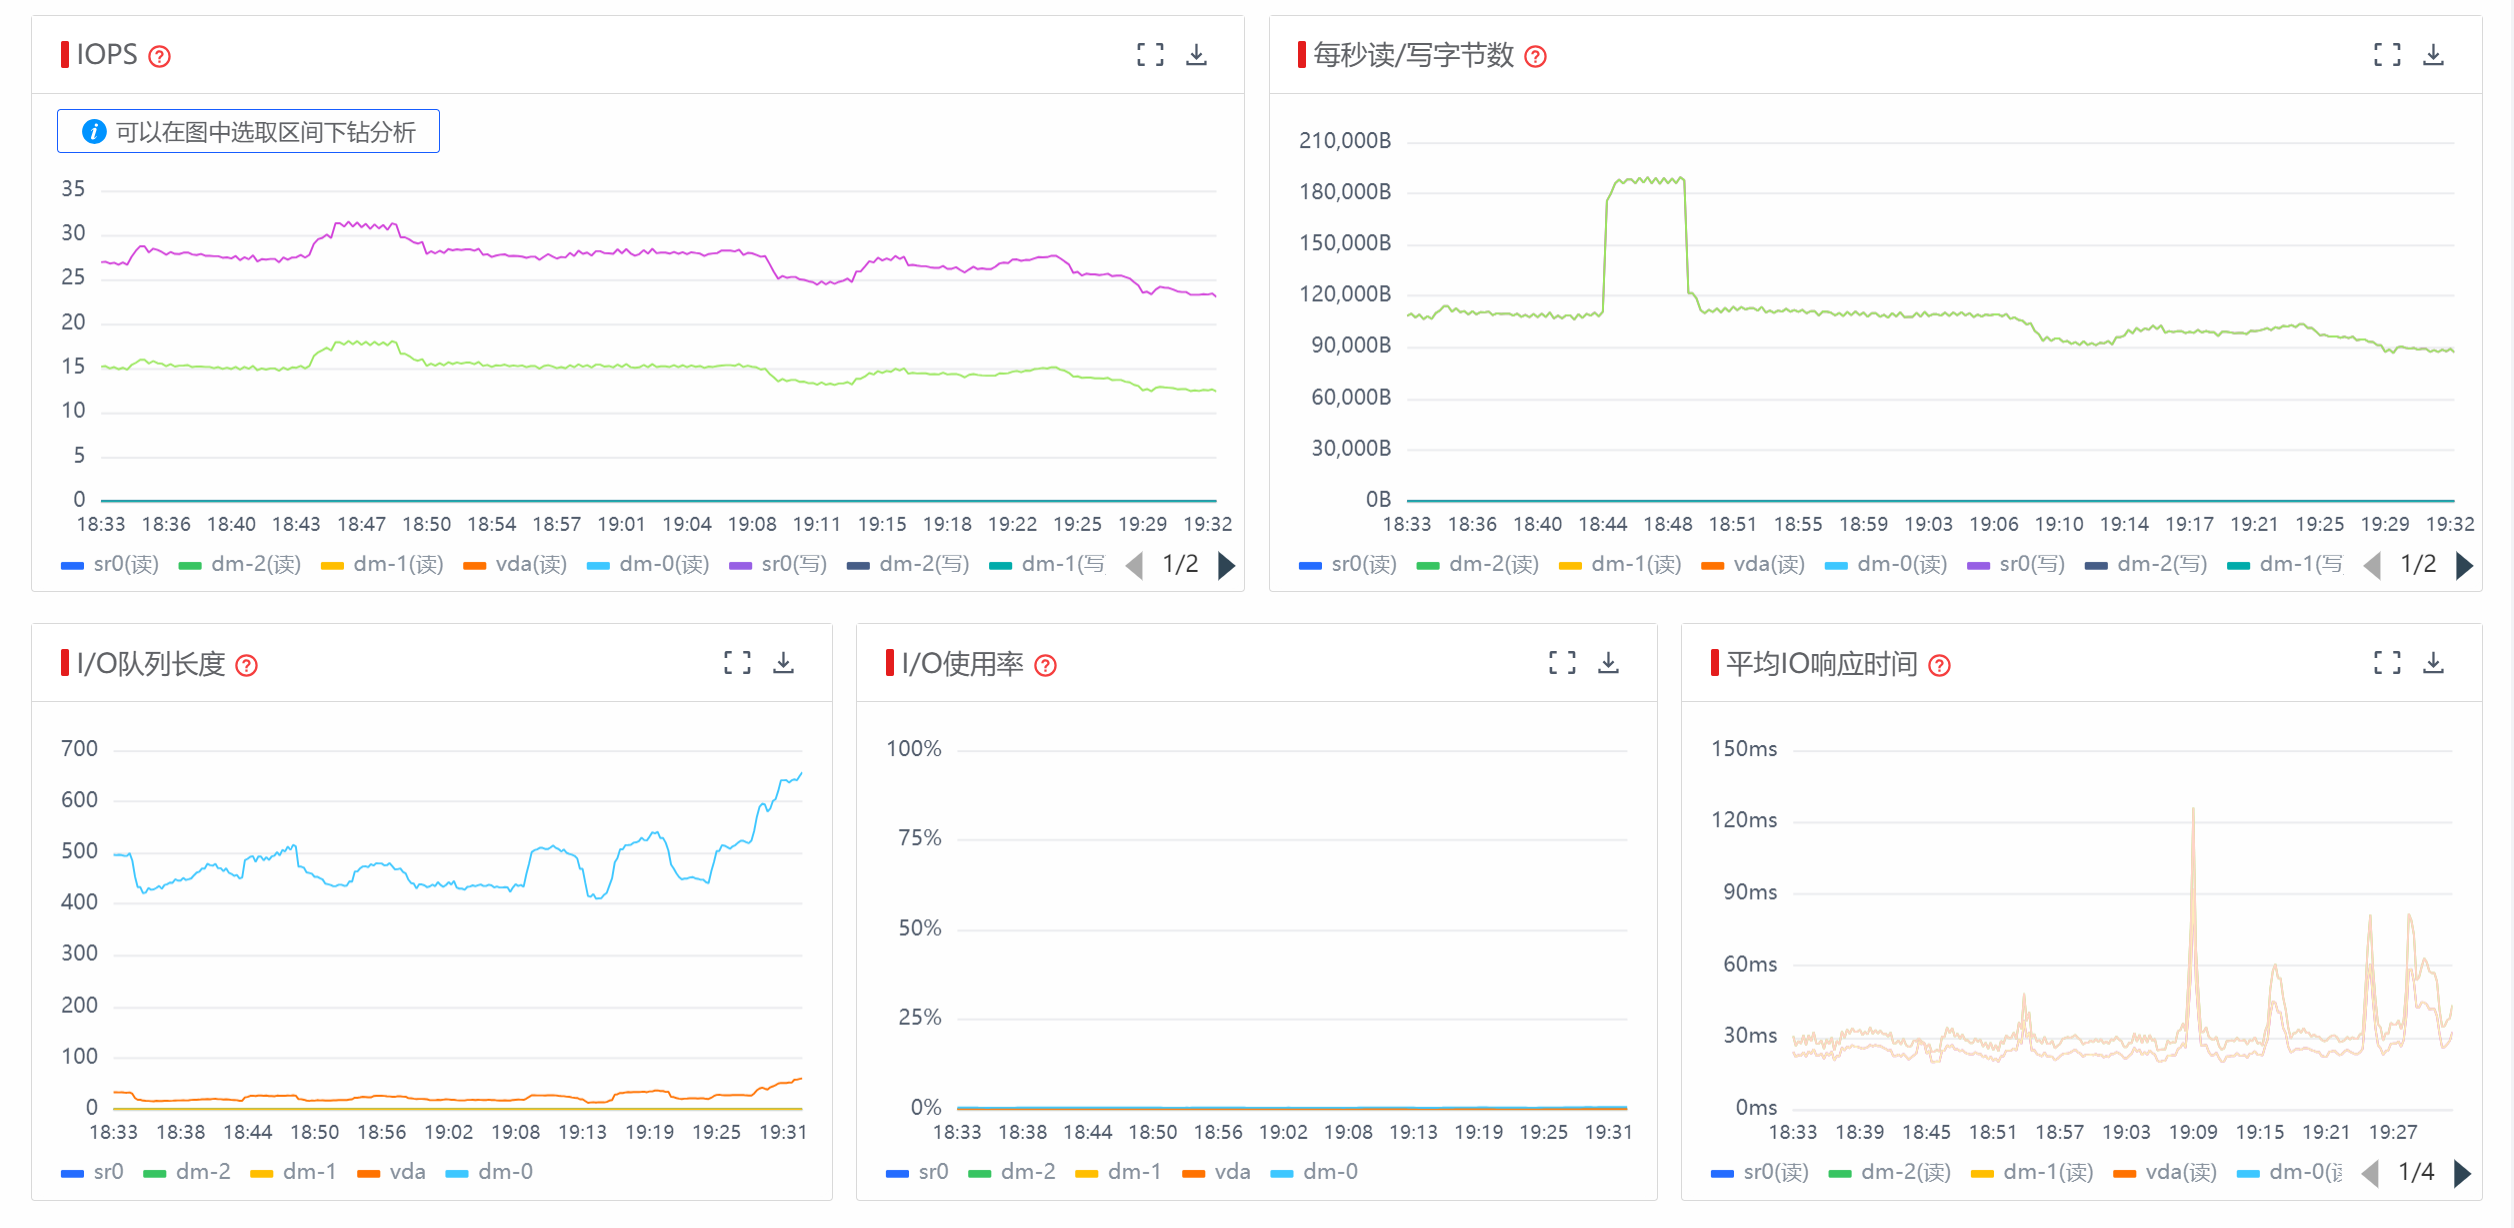 IOPS
可以在图中选取区间下钻分析
35
30
25
20
15
10
5
0
18:33 18:36 18:40 18:43 18:47 18:50 18:54 18:57 19:01 19:04 19:08 19:11 19:15 19:18 19:22 19:25 19:29 19:32
sr0(读) dm-2(读) dm-1(读) vda(读) dm-0(读) sr0(写) dm-2(写) dm-1(写 1/2
每秒读/写字节数
210,000B
180,000B
150,000B
120,000B
90,000B
60,000B
30,000B
0B
18:33 18:36 18:40 18:44 18:48 18:51 18:55 18:59 19:03 19:06 19:10 19:14 19:17 19:21 19:25 19:29 19:32
sr0(读) dm-2(读) dm-1(读) vda(读) dm-0(读) sr0(写) dm-2(写) dm-1(写 1/2
I/O队列长度
700
600
500
400
300
200
100
0
18:33 18:38 18:44 18:50 18:56 19:02 19:08 19:13 19:19 19:25 19:31
sr0 dm-2 dm-1 vda dm-0
I/O使用率
100%
75%
50%
25%
0%
18:33 18:38 18:44 18:50 18:56 19:02 19:08 19:13 19:19 19:25 19:31
sr0 dm-2 dm-1 vda dm-0
平均IO响应时间
150ms
120ms
90ms
60ms
30ms
0ms
18:33 18:39 18:45 18:51 18:57 19:03 19:09 19:15 19:21 19:27
sr0(读) dm-2(读) dm-1(读) vda(读) dm-0( 1/4